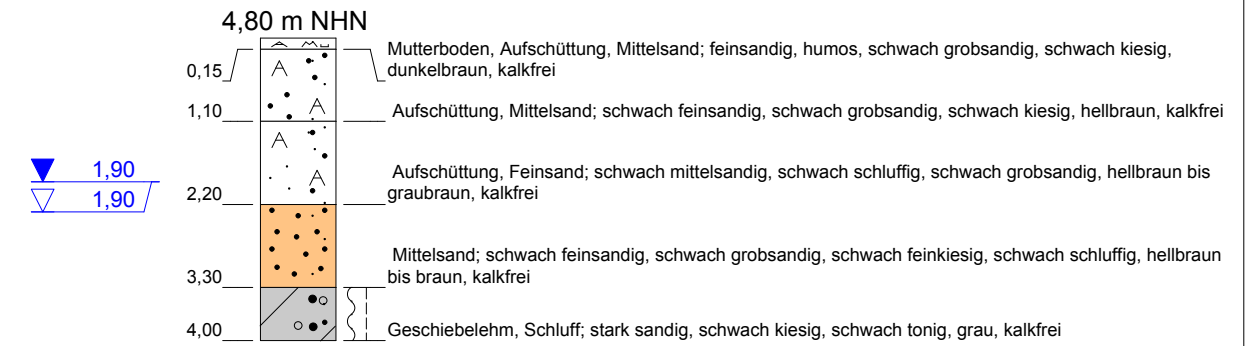 4,80 m NHN
Mutterboden, Aufschüttung, Mittelsand; feinsandig, humos, schwach grobsandig, schwach kiesig,
dunkelbraun, kalkfrei
0,15
1,10
Aufschüttung, Mittelsand; schwach feinsandig, schwach grobsandig, schwach kiesig, hellbraun, kalkfrei
1,90
1,90
Aufschüttung, Feinsand; schwach mittelsandig, schwach schluffig, schwach grobsandig, hellbraun bis
graubraun, kalkfrei
2,20
Mittelsand; schwach feinsandig, schwach grobsandig, schwach feinkiesig, schwach schluffig, hellbraun
bis braun, kalkfrei
3,30
4,00
Geschiebelehm, Schluff; stark sandig, schwach kiesig, schwach tonig, grau, kalkfrei